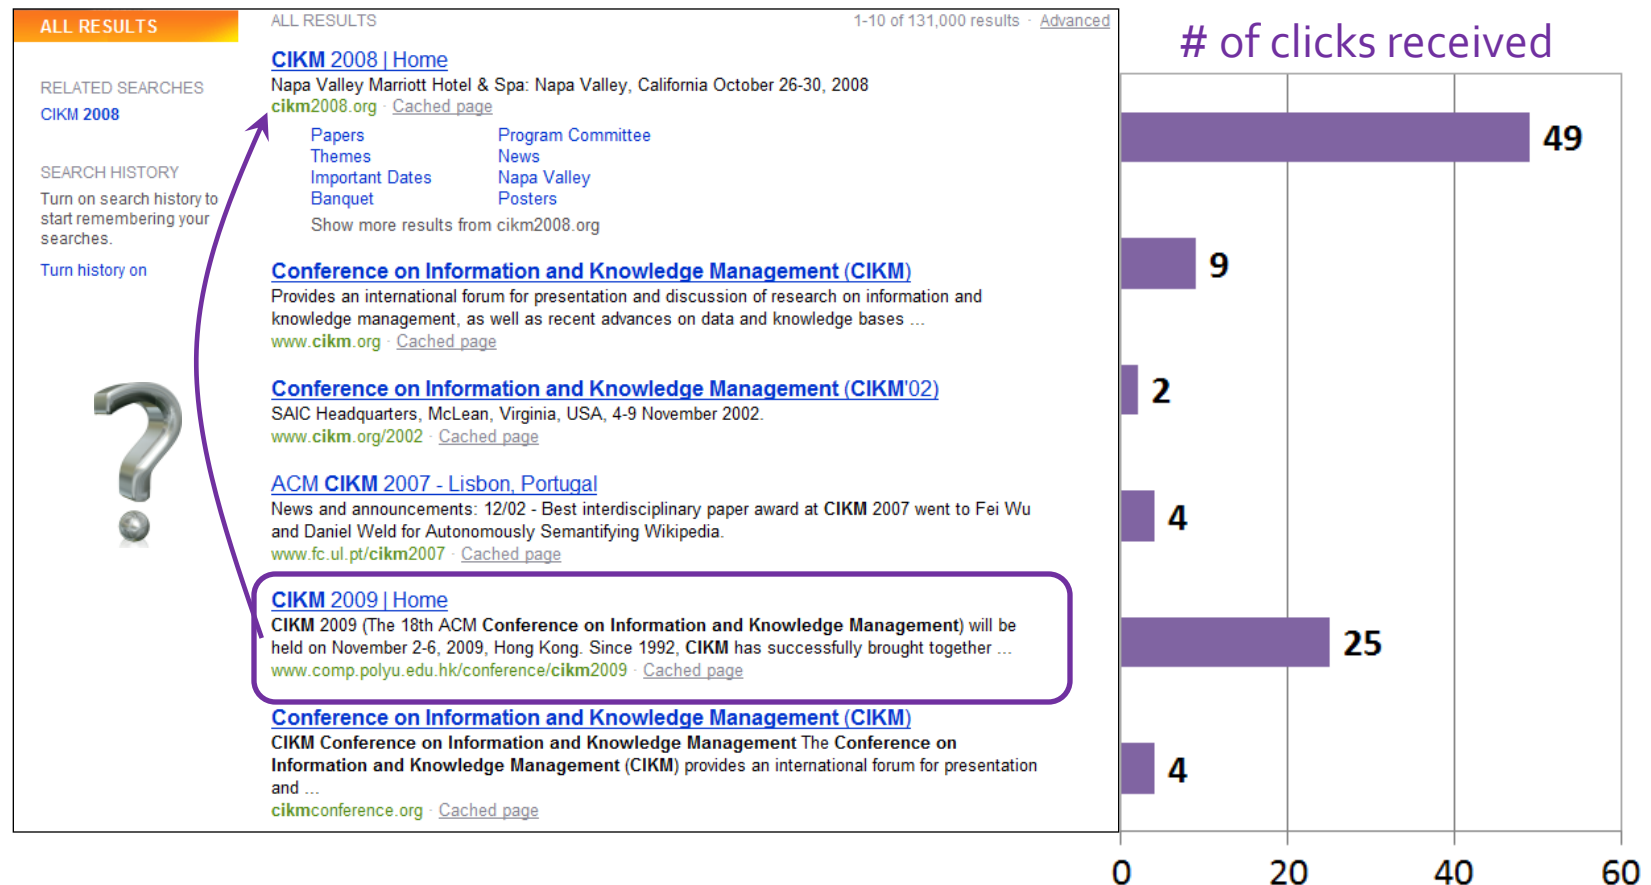 ALL RESULTS
RELATED SEARCHES
CIKM 2008
SEARCH HISTORY
Turn on search history to
start remembering your
searches.
Turn history on
ALL RESULTS
1-10 of 131,000 results · Advanced
CIKM 2008 | Home
Napa Valley Marriott Hotel & Spa: Napa Valley, California October 26-30, 2008
cikm2008.org · Cached page
Papers Program Committee
Themes News
Important Dates Napa Valley
Banquet Posters
Show more results from cikm2008.org
Conference on Information and Knowledge Management (CIKM)
Provides an international forum for presentation and discussion of research on information and
knowledge management, as well as recent advances on data and knowledge bases ...
www.cikm.org · Cached page
Conference on Information and Knowledge Management (CIKM'02)
SAIC Headquarters, McLean, Virginia, USA, 4-9 November 2002.
www.cikm.org/2002 · Cached page
ACM CIKM 2007 - Lisbon, Portugal
News and announcements: 12/02 - Best interdisciplinary paper award at CIKM 2007 went to Fei Wu
and Daniel Weld for Autonomously Semantifying Wikipedia.
www.fc.ul.pt/cikm2007 · Cached page
CIKM 2009 | Home
CIKM 2009 (The 18th ACM Conference on Information and Knowledge Management) will be
held on November 2-6, 2009, Hong Kong. Since 1992, CIKM has successfully brought together ...
www.comp.polyu.edu.hk/conference/cikm2009 · Cached page
Conference on Information and Knowledge Management (CIKM)
CIKM Conference on Information and Knowledge Management The Conference on
Information and Knowledge Management (CIKM) provides an international forum for presentation
and ...
cikmconference.org · Cached page
# of clicks received
49
9
2
4
25
4
0 20 40 60